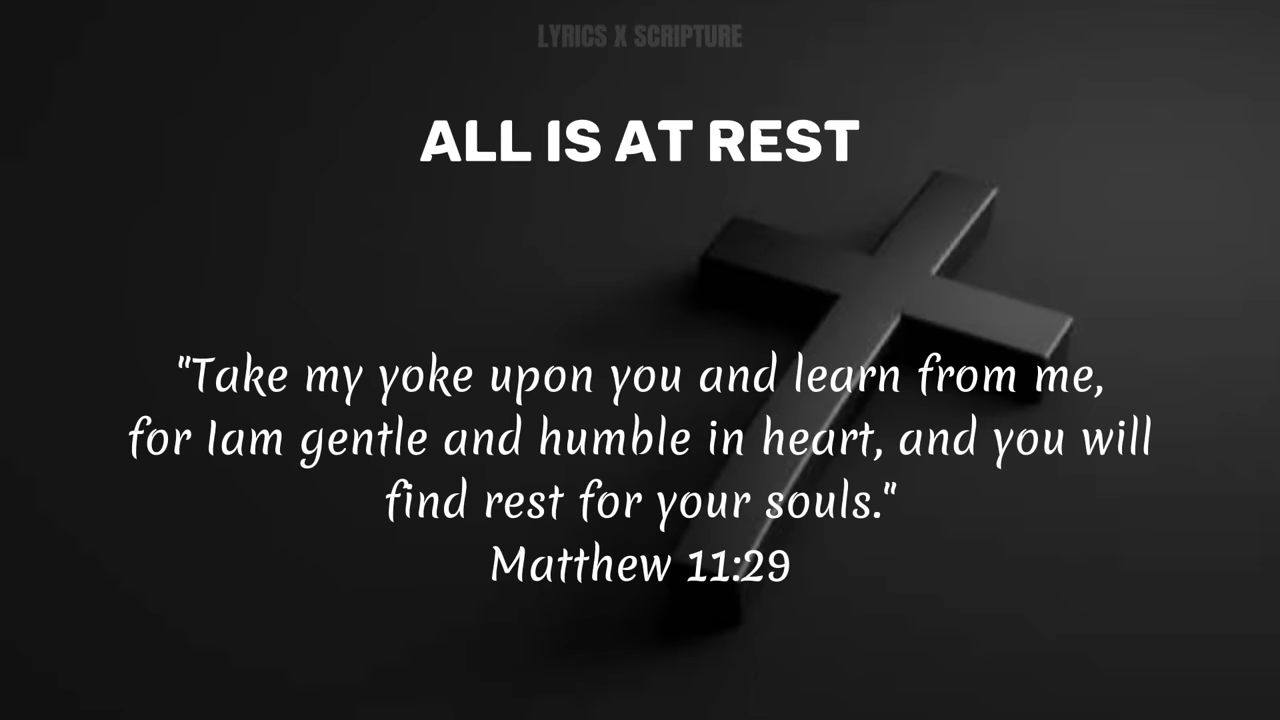 LYRICS X SCRIPTURE
ALL IS AT REST
"Take my yoke upon you and learn from me,
for Iam gentle and humble in heart, and you will
find rest for your souls."
Matthew 11:29